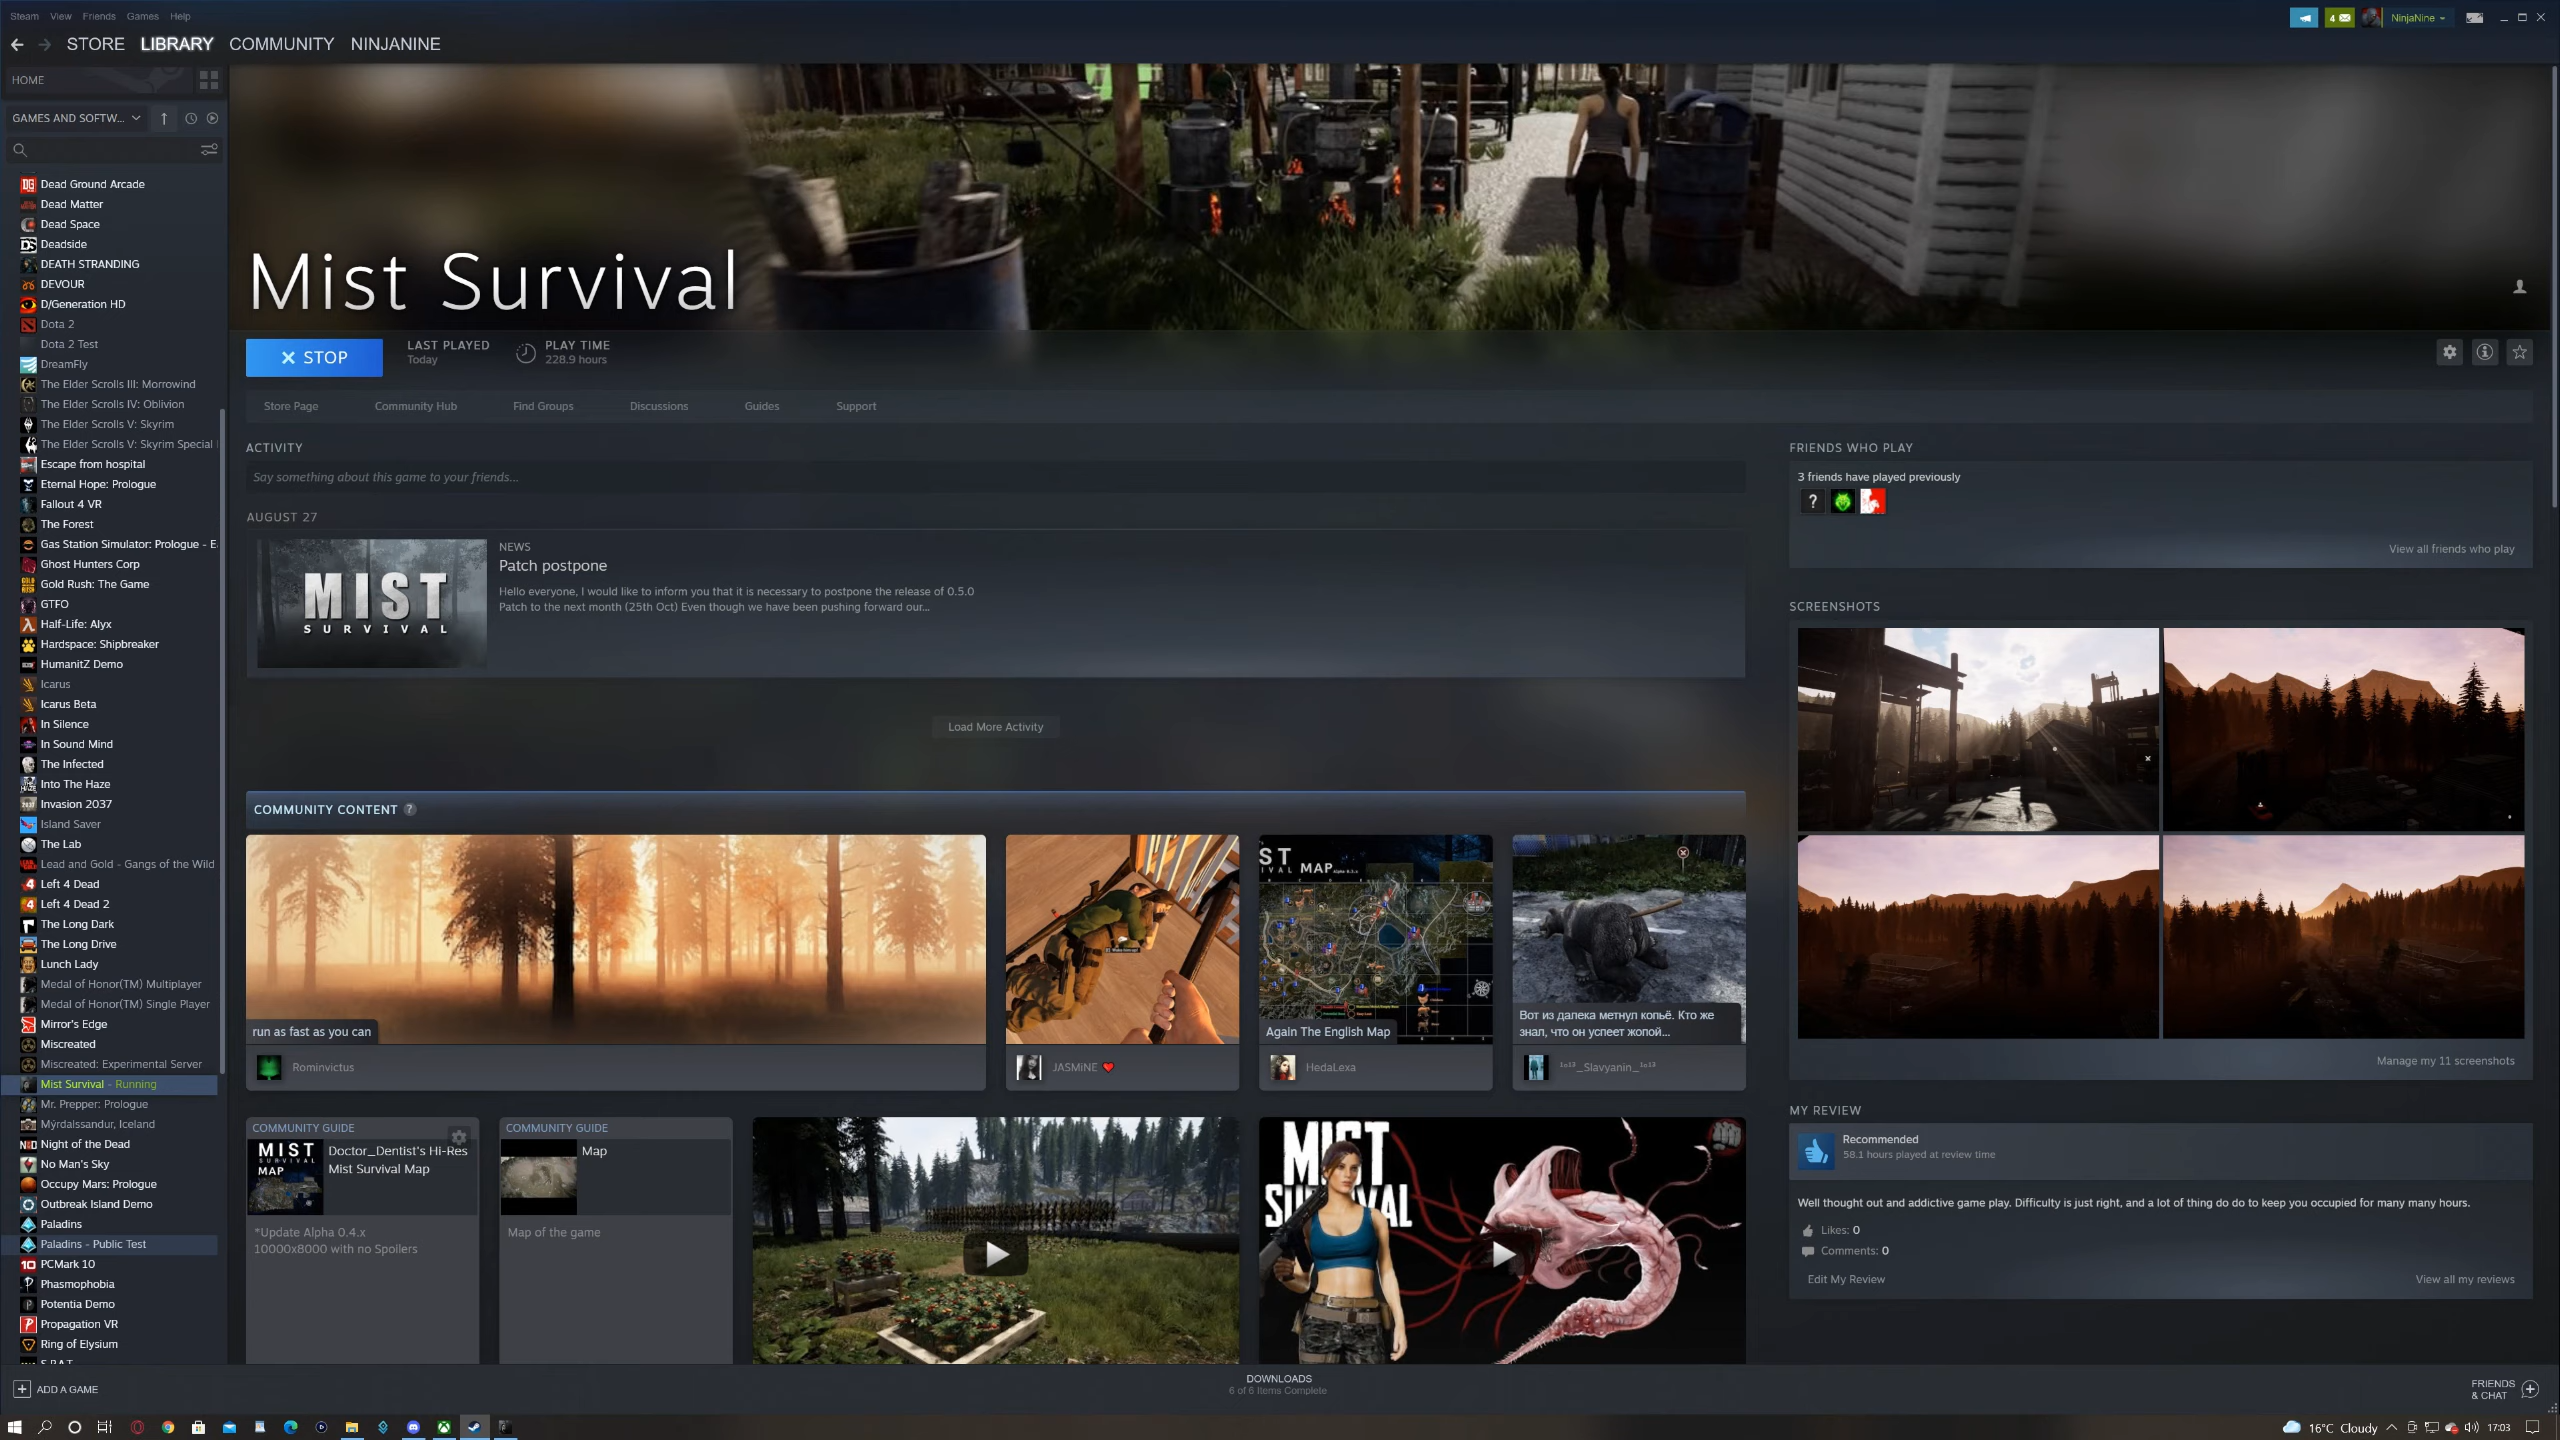 Steam View Friends Games Help
4 NinjaNine
STORE LIBRARY COMMUNITY NINJANINE
HOME
GAMES AND SOFTW...
Dead Ground Arcade
Dead Matter
Dead Space
Deadside
DEATH STRANDING
DEVOUR
D/Generation HD
Dota 2
Dota 2 Test
DreamFly
The Elder Scrolls III: Morrowind
The Elder Scrolls IV: Oblivion
The Elder Scrolls V: Skyrim
The Elder Scrolls V: Skyrim Special
Escape from hospital
Eternal Hope: Prologue
Fallout 4 VR
The Forest
Gas Station Simulator: Prologue - E
Ghost Hunters Corp
Gold Rush: The Game
GTFO
Half-Life: Alyx
Hardspace: Shipbreaker
HumanitZ Demo
Icarus
Icarus Beta
In Silence
In Sound Mind
The Infected
Into The Haze
Invasion 2037
Island Saver
The Lab
Lead and Gold - Gangs of the Wild
Left 4 Dead
Left 4 Dead 2
The Long Dark
The Long Drive
Lunch Lady
Medal of Honor(TM) Multiplayer
Medal of Honor(TM) Single Player
Mirror's Edge
Miscreated
Miscreated: Experimental Server
Mist Survival - Running
Mr. Prepper: Prologue
Mýrdalssandur, Iceland
Night of the Dead
No Man's Sky
Occupy Mars: Prologue
Outbreak Island Demo
Paladins
Paladins - Public Test
PCMark 10
Phasmophobia
Potentia Demo
Propagation VR
Ring of Elysium
ADD A GAME
Mist Survival
STOP
LAST PLAYED
Today
PLAY TIME
228.9 hours
Store Page Community Hub Find Groups Discussions Guides Support
ACTIVITY
Say something about this game to your friends...
AUGUST 27
MIST
SURVIVAL
NEWS
Patch postpone
Hello everyone, I would like to inform you that it is necessary to postpone the release of 0.5.0
Patch to the next month (25th Oct) Even though we have been pushing forward our...
Load More Activity
COMMUNITY CONTENT ?
run as fast as you can
Rominvictus
JASMiNE
ST
IVAL MAP
Again The English Map
HedaLexa
Вот из далека метнул копьё. Кто же
знал, что он успеет жопой...
COMMUNITY GUIDE
MIST
SURVIVAL
MAP
Doctor_Dentist's Hi-Res
Mist Survival Map
*Update Alpha 0.4.x
10000x8000 with no Spoilers
COMMUNITY GUIDE
Map
Map of the game
MIST
SURVIVAL
FRIENDS WHO PLAY
3 friends have played previously
?
View all friends who play
SCREENSHOTS
Manage my 11 screenshots
MY REVIEW
Recommended
58.1 hours played at review time
Well thought out and addictive game play. Difficulty is just right, and a lot of thing do do to keep you occupied for many many hours.
Likes: 0
Comments: 0
Edit My Review
View all my reviews
DOWNLOADS
6 of 6 Items Complete
FRIENDS
& CHAT
16°C Cloudy 17:03